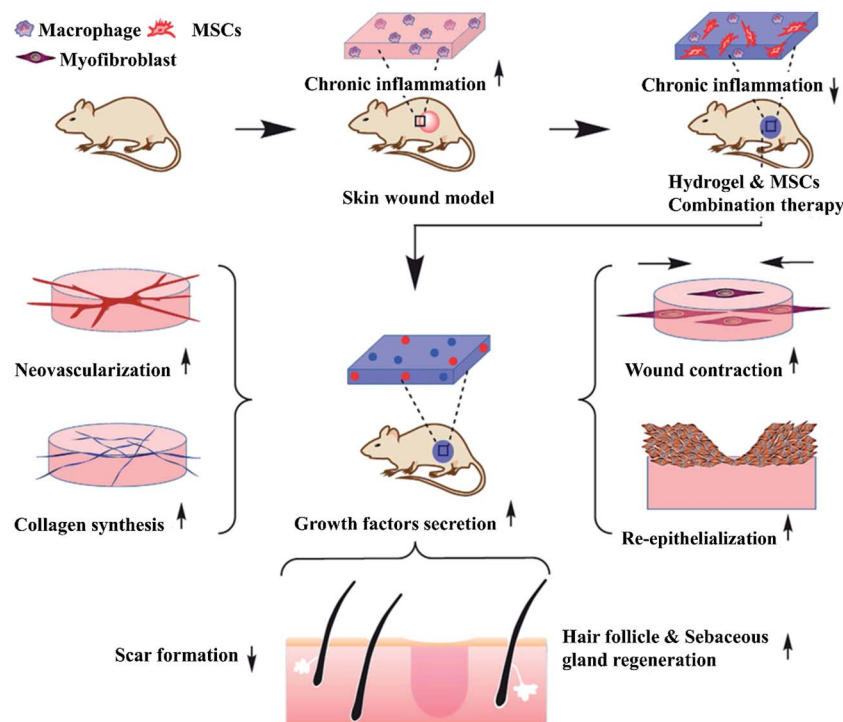 Macrophage
MSCs
Myofibroblast
Chronic inflammation
Chronic inflammation
Skin wound model
Hydrogel & MSCs
Combination therapy
Neovascularization
Wound contraction
Collagen synthesis
Growth factors secretion
Re-epithelialization
Scar formation
Hair follicle & Sebaceous
gland regeneration